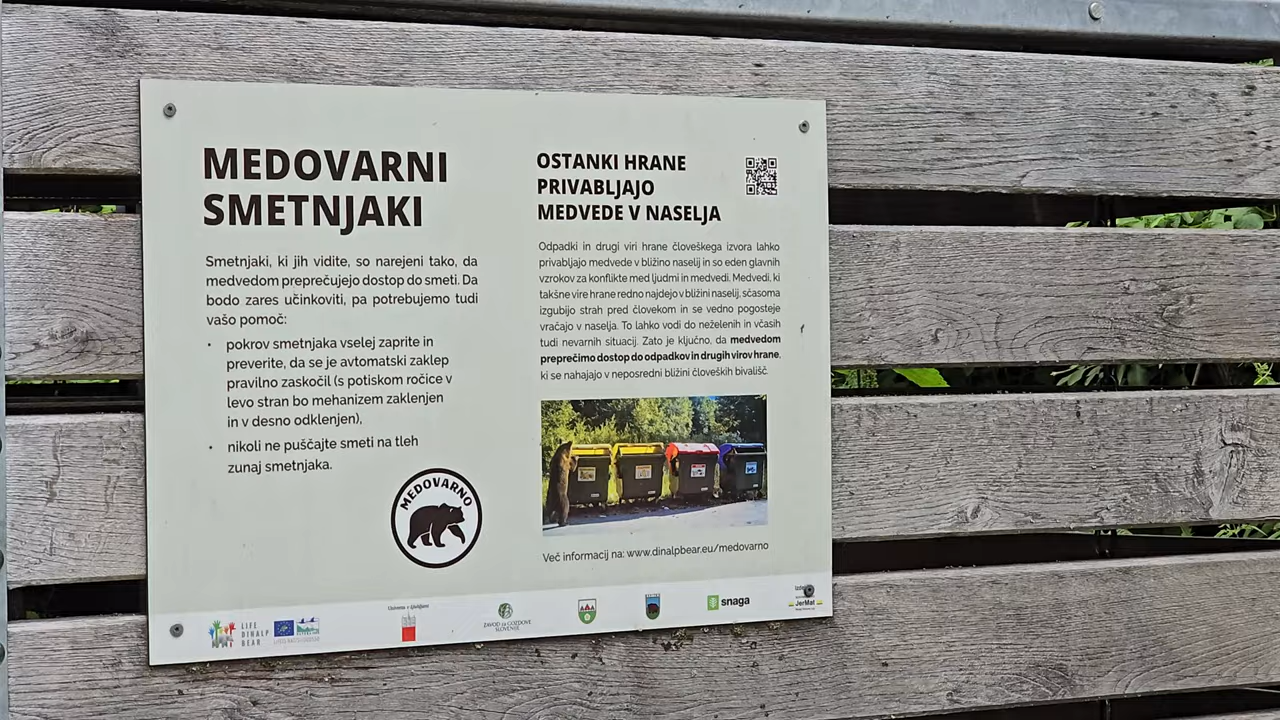 MEDOVARNI
SMETNJAKI
Smetnjaki, ki jih vidite, so narejeni tako, da
medvedom preprečujejo dostop do smeti. Da
bodo zares učinkoviti, pa potrebujemo tudi
vašo pomoč:
• pokrov smetnjaka vselej zaprite in
preverite, da se je avtomatski zaklep
pravilno zaskočil (s potiskom ročice v
levo stran bo mehanizem zaklenjen
in v desno odklenjen),
• nikoli ne puščajte smeti na tleh
zunaj smetnjaka.
MEDOVARNO
OSTANKI HRANE
PRIVABLJAJO
MEDVEDE V NASELJA
Odpadki in drugi viri hrane človeškega izvora lahko
privabljajo medvede v bližino naselij in so eden glavnih
vzrokov za konflikte med ljudmi in medvedi. Medvedi, ki
takšne vire hrane redno najdejo v bližini naselij, sčasoma
izgubijo strah pred človekom in se vedno pogosteje
vračajo v naselja. To lahko vodi do neželenih in včasih
tudi nevarnih situacij. Zato je ključno, da medvedom
preprečimo dostop do odpadkov in drugih virov hrane,
ki se nahajajo v neposredni bližini človeških bivališč.
Več informacij na: www.dinalpbear.eu/medovarno
LIFE
DINALP
BEAR
Univerza v Ljubljani
ZAVOD za GOZDOVE
SLOVENIJE
snaga
JerMat